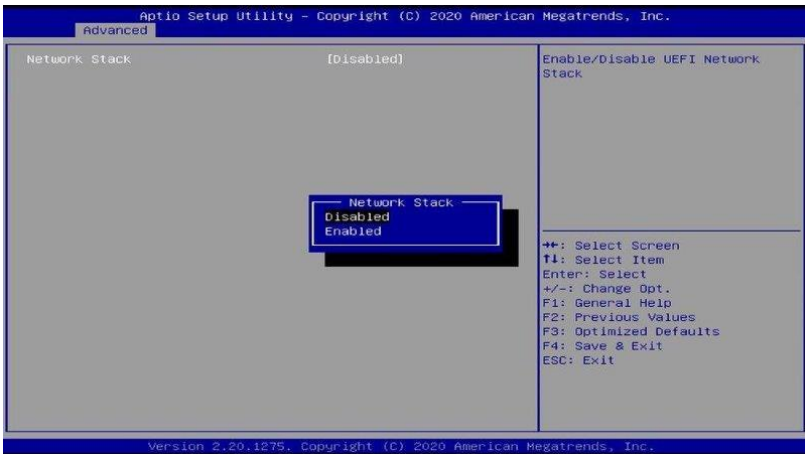 Aptio Setup Utility – Copyright (C) 2020 American Megatrends, Inc.
Advanced
Network Stack [Disabled]
Enable/Disable UEFI Network
Stack
Network Stack
Disabled
Enabled
→←: Select Screen
↑↓: Select Item
Enter: Select
+/-: Change Opt.
F1: General Help
F2: Previous Values
F3: Optimized Defaults
F4: Save & Exit
ESC: Exit
Version 2.20.1275. Copyright (C) 2020 American Megatrends, Inc.